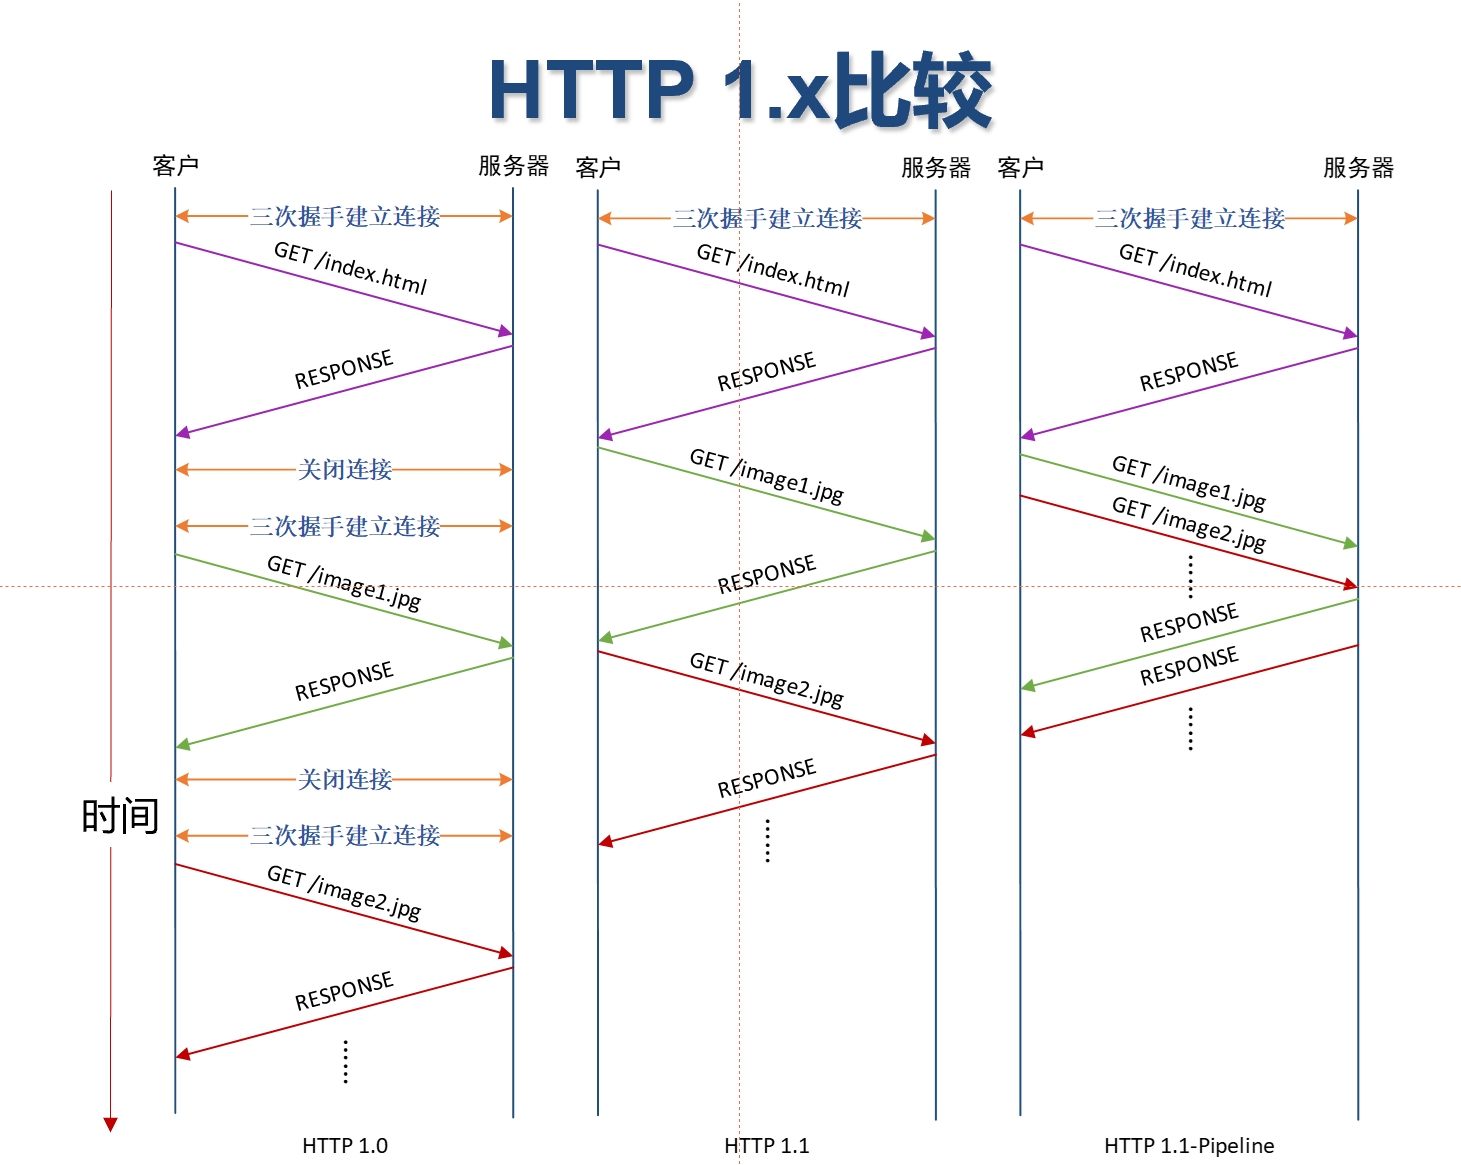 HTTP 1.x比较
客户
服务器
三次握手建立连接
GET /index.html
RESPONSE
关闭连接
三次握手建立连接
GET /image1.jpg
RESPONSE
关闭连接
三次握手建立连接
GET /image2.jpg
RESPONSE
......
HTTP 1.0
客户
服务器
三次握手建立连接
GET /index.html
RESPONSE
GET /image1.jpg
RESPONSE
GET /image2.jpg
RESPONSE
......
HTTP 1.1
客户
服务器
三次握手建立连接
GET /index.html
RESPONSE
GET /image1.jpg
GET /image2.jpg
......
RESPONSE
RESPONSE
......
HTTP 1.1-Pipeline
时间